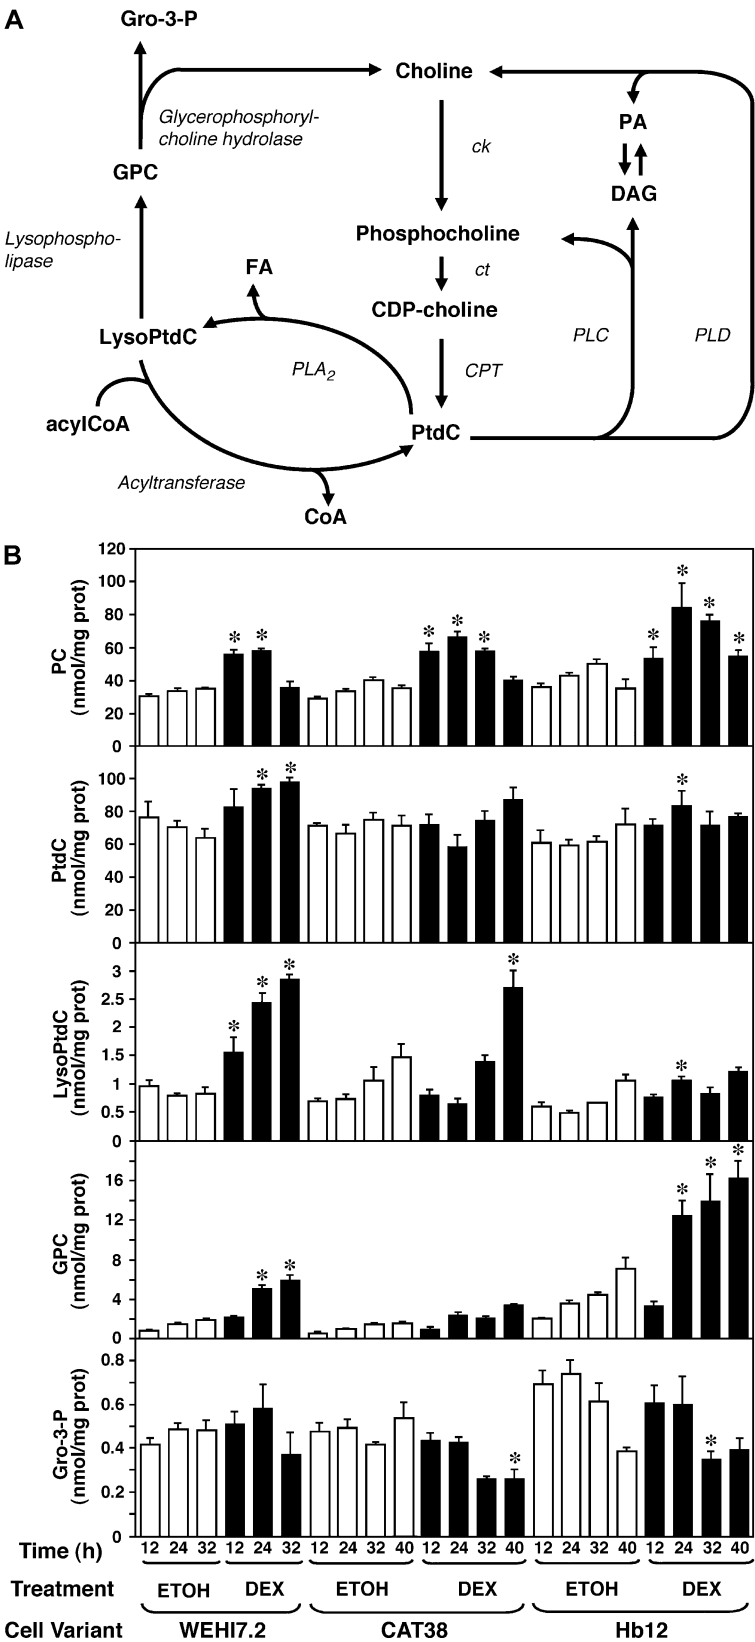 A
Gro-3-P
Choline
Glycerophosphoryl-
choline hydrolase
ck
PA
GPC
DAG
Lysophospho-
lipase
Phosphocholine
FA
ct
CDP-choline
LysoPtdC
PLA2
CPT
PLC
PLD
acylCoA
PtdC
Acyltransferase
CoA
B
PC
(nmol/mg prot)
120
100
80
60
40
20
0
* * * * * * * * *
PtdC
(nmol/mg prot)
100
80
60
40
20
0
* * *
LysoPtdC
(nmol/mg prot)
3
2.5
2
1.5
1
0.5
0
* * * * *
GPC
(nmol/mg prot)
16
12
8
4
0
* * * * *
Gro-3-P
(nmol/mg prot)
0.8
0.6
0.4
0.2
0
* *
Time (h) 12 24 32 12 24 32 12 24 32 40 12 24 32 40 12 24 32 40 12 24 32 40
Treatment ETOH DEX ETOH DEX ETOH DEX
Cell Variant WEHI7.2 CAT38 Hb12